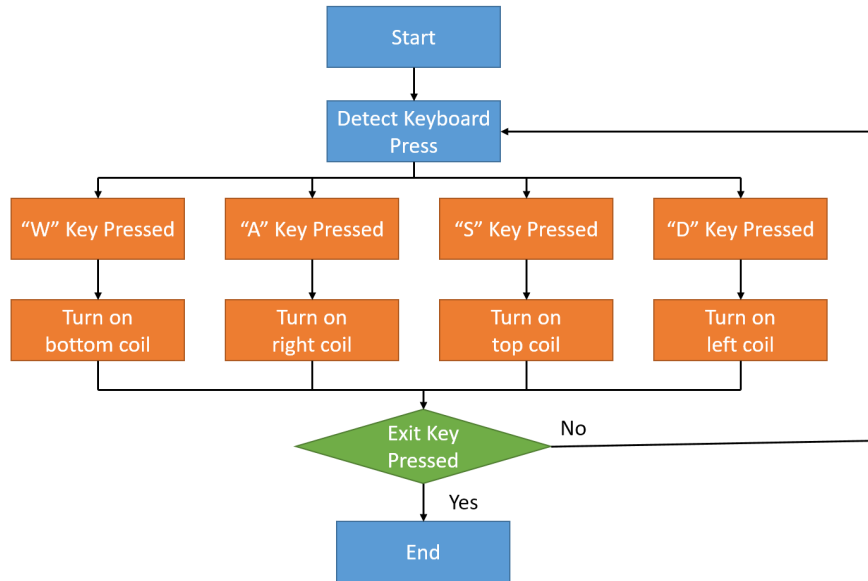 Start
Detect Keyboard
Press
“W” Key Pressed
“A” Key Pressed
“S” Key Pressed
“D” Key Pressed
Turn on
bottom coil
Turn on
right coil
Turn on
top coil
Turn on
left coil
Exit Key
Pressed
No
Yes
End